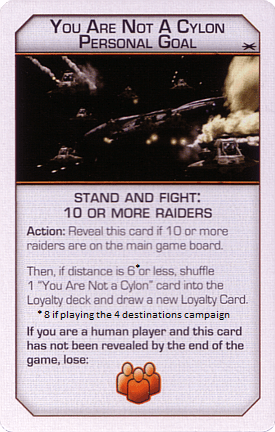 You Are Not A Cylon
Personal Goal
STAND AND FIGHT:
10 OR MORE RAIDERS
Action: Reveal this card if 10 or more
raiders are on the main game board.
Then, if distance is 6*or less, shuffle
1 "You Are Not a Cylon" card into the
Loyalty deck and draw a new Loyalty Card.
* 8 if playing the 4 destinations campaign
If you are a human player and this card
has not been revealed by the end of the
game, lose: